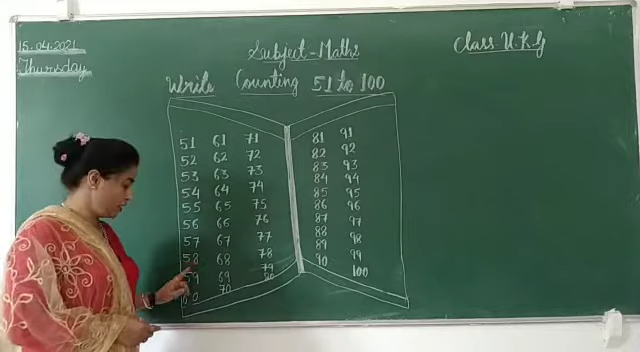 15.04.2021
Thursday
Subject-Maths
Class-U.K.G
Write Counting 51 to 100
51 61 71 81 91
52 62 72 82 92
53 63 73 83 93
54 64 74 84 94
55 65 75 85 95
56 66 76 86 96
57 67 77 87 97
58 68 78 88 98
59 69 79 89 99
60 70 80 90 100